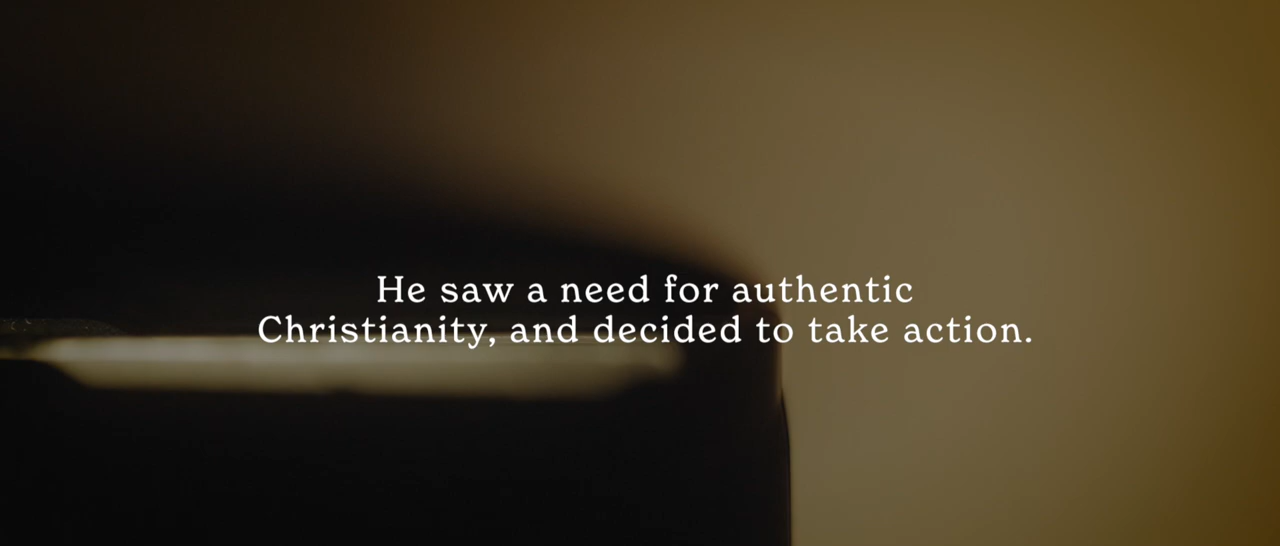 He saw a need for authentic
Christianity, and decided to take action.